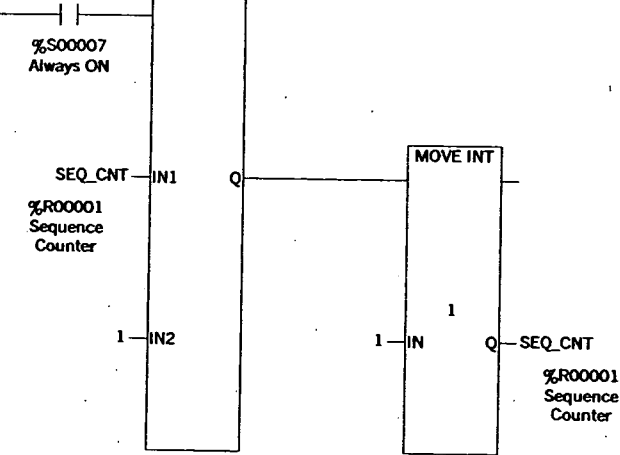 %S00007
Always ON
MOVE INT
SEQ_CNT IN1 Q
%R00001
Sequence
Counter
1
1 IN2 1 IN Q SEQ_CNT
%R00001
Sequence
Counter